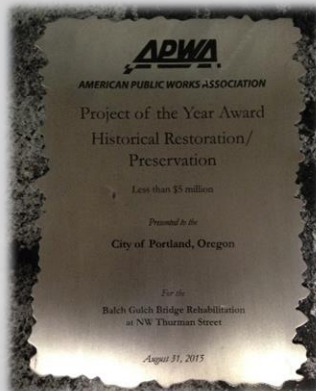 APWA
AMERICAN PUBLIC WORKS ASSOCIATION
Project of the Year Award
Historical Restoration/
Preservation
Less than $5 million
Presented to the
City of Portland, Oregon
For the
Balch Gulch Bridge Rehabilitation
at NW Thurman Street
August 31, 2015